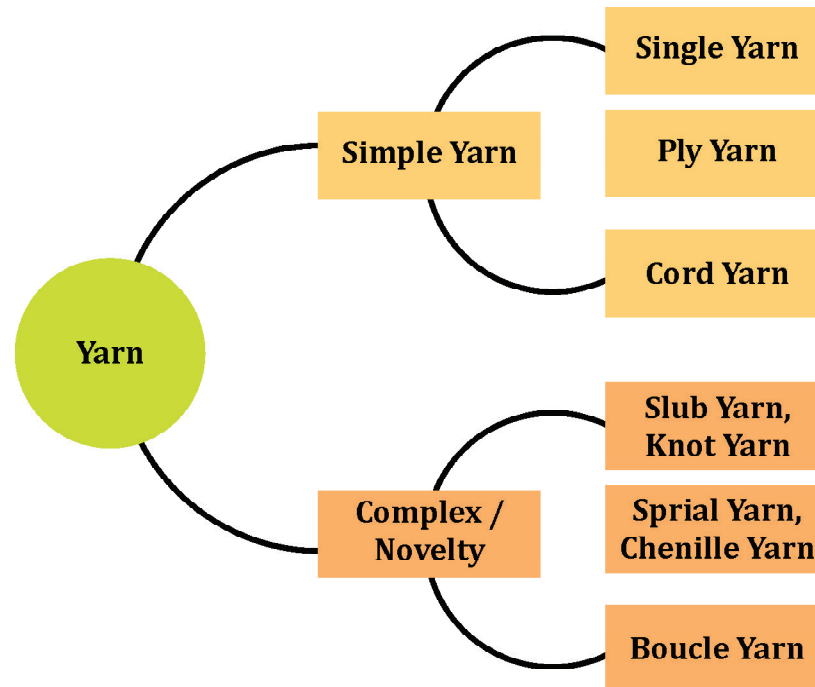 Yarn
Simple Yarn
Single Yarn
Ply Yarn
Cord Yarn
Complex /
Novelty
Slub Yarn,
Knot Yarn
Sprial Yarn,
Chenille Yarn
Boucle Yarn